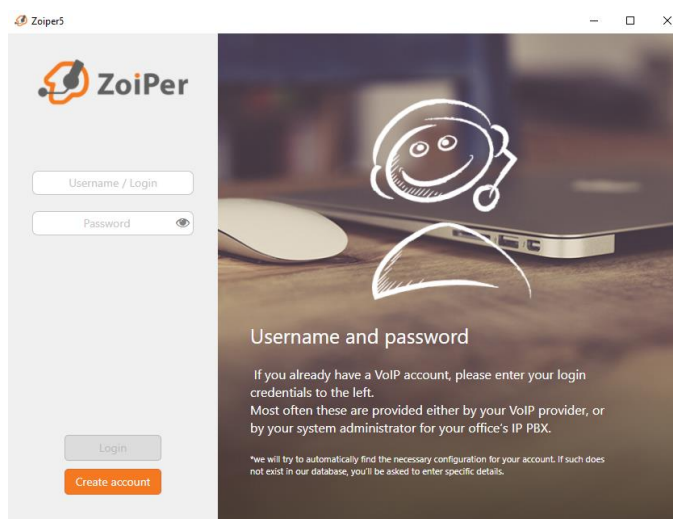 Zoiper5
ZoiPer
Username / Login
Password
Login
Create account
Username and password
If you already have a VoIP account, please enter your login
credentials to the left.
Most often these are provided either by your VoIP provider, or
by your system administrator for your office's IP PBX.
*we will try to automatically find the necessary configuration for your account. If such does
not exist in our database, you'll be asked to enter specific details.